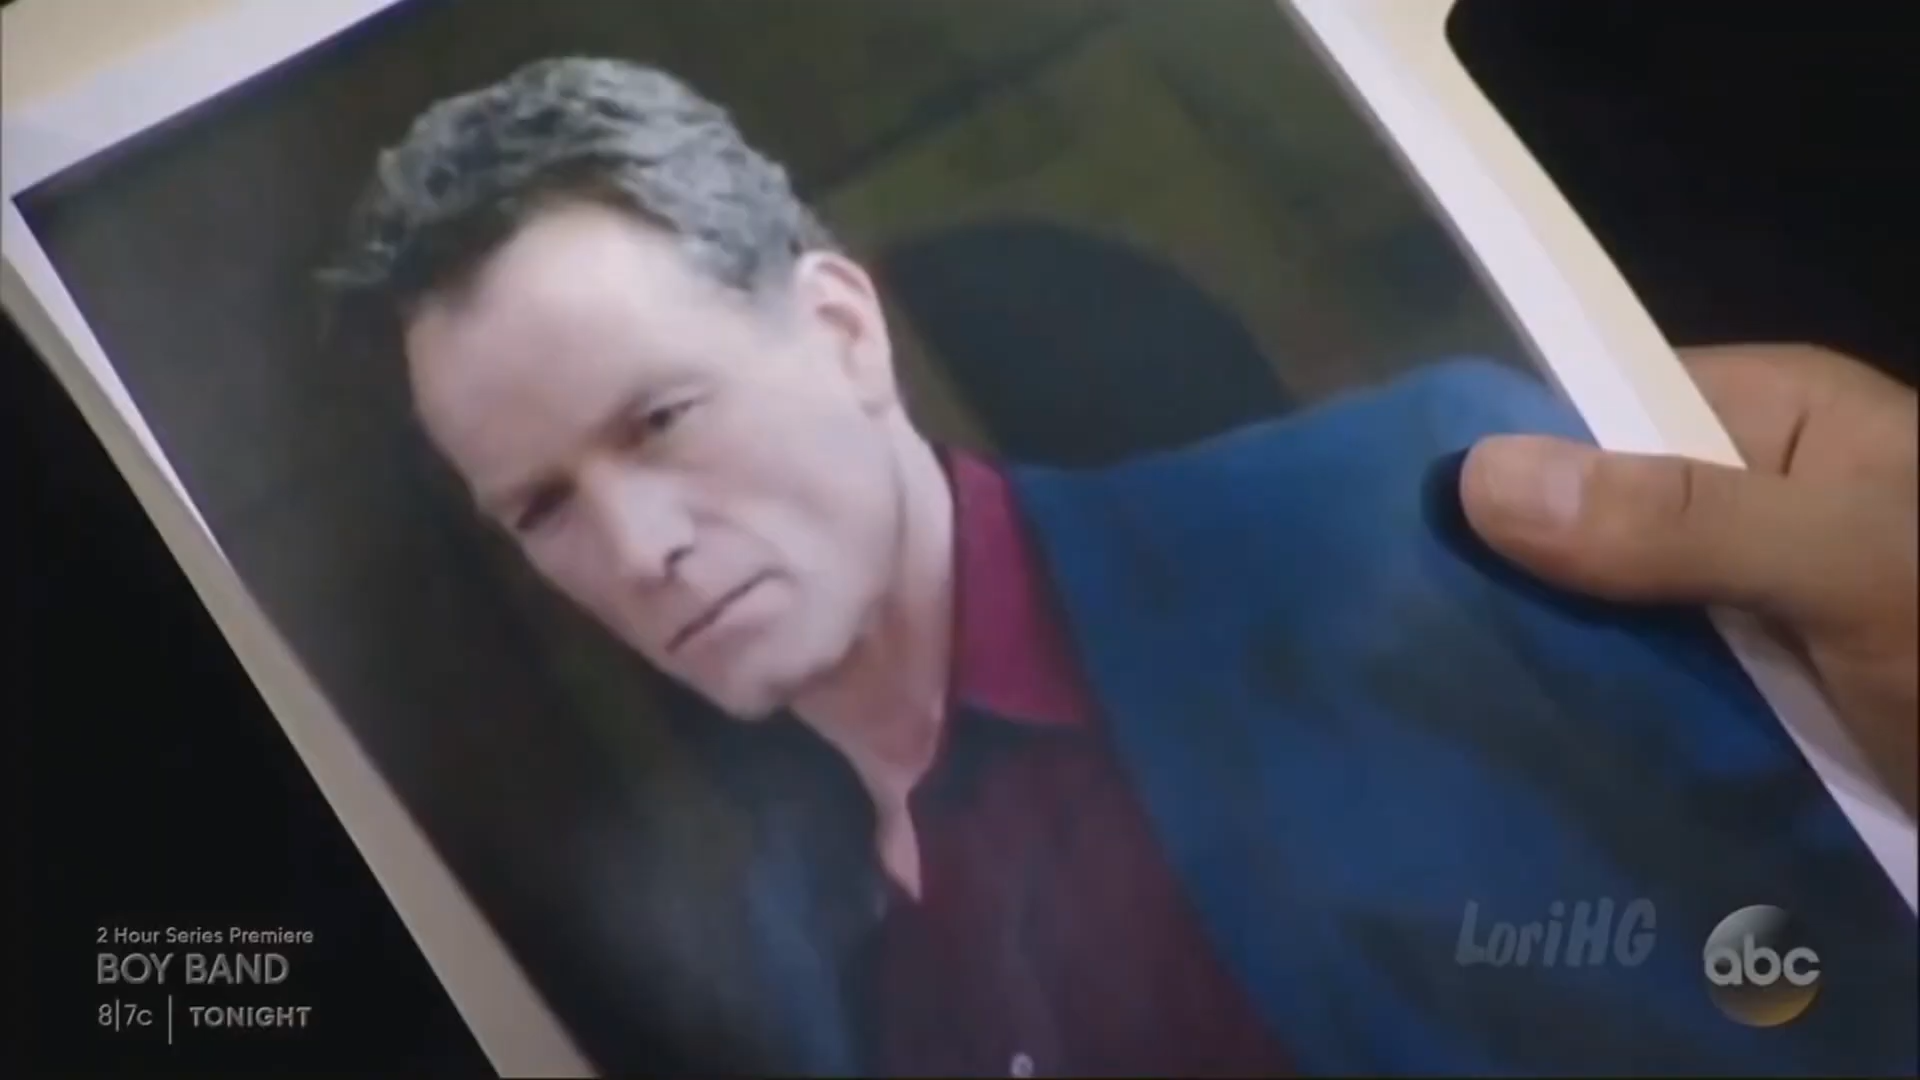 2 Hour Series Premiere
BOY BAND
8|7c | TONIGHT
LoriHG
abc